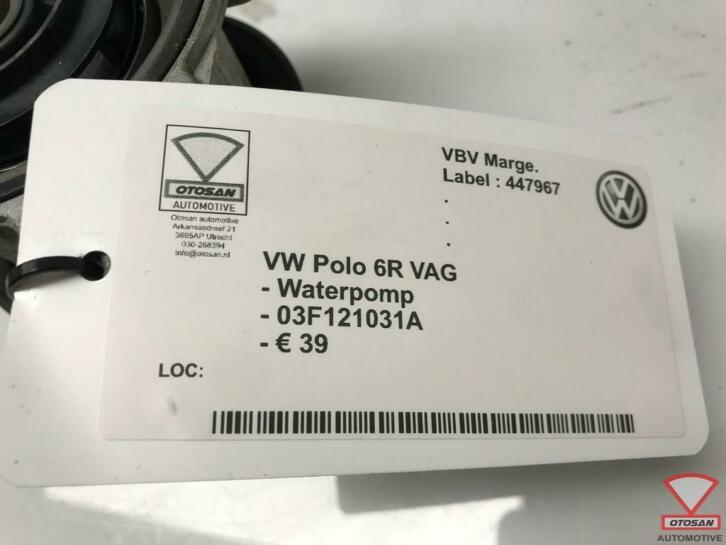 OTOSAN
AUTOMOTIVE
Otosan automotive
Arkansasdreef 21
3565AP Utrecht
030-268394
info@otosan.nl
VBV Marge.
Label : 447967
.
.
.
VW Polo 6R VAG
- Waterpomp
- 03F121031A
- € 39
LOC:
OTOSAN
AUTOMOTIVE